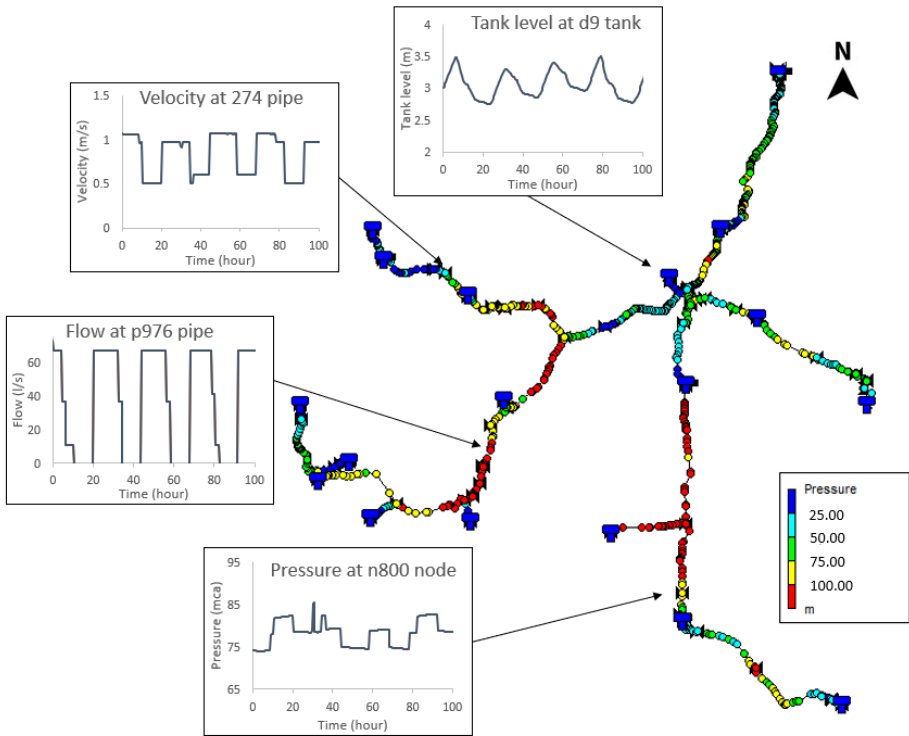 Tank level at d9 tank
Tank level (m)
4
3.5
3
2.5
2
0 20 40 60 80 100
Time (hour)
N
Velocity at 274 pipe
Velocity (m/s)
1.5
1
0.5
0
0 20 40 60 80 100
Time (hour)
Flow at p976 pipe
Flow (l/s)
60
40
20
0
0 20 40 60 80 100
Time (hour)
Pressure at n800 node
Pressure (mca)
95
85
75
65
0 20 40 60 80 100
Time (hour)
Pressure
25.00
50.00
75.00
100.00
m